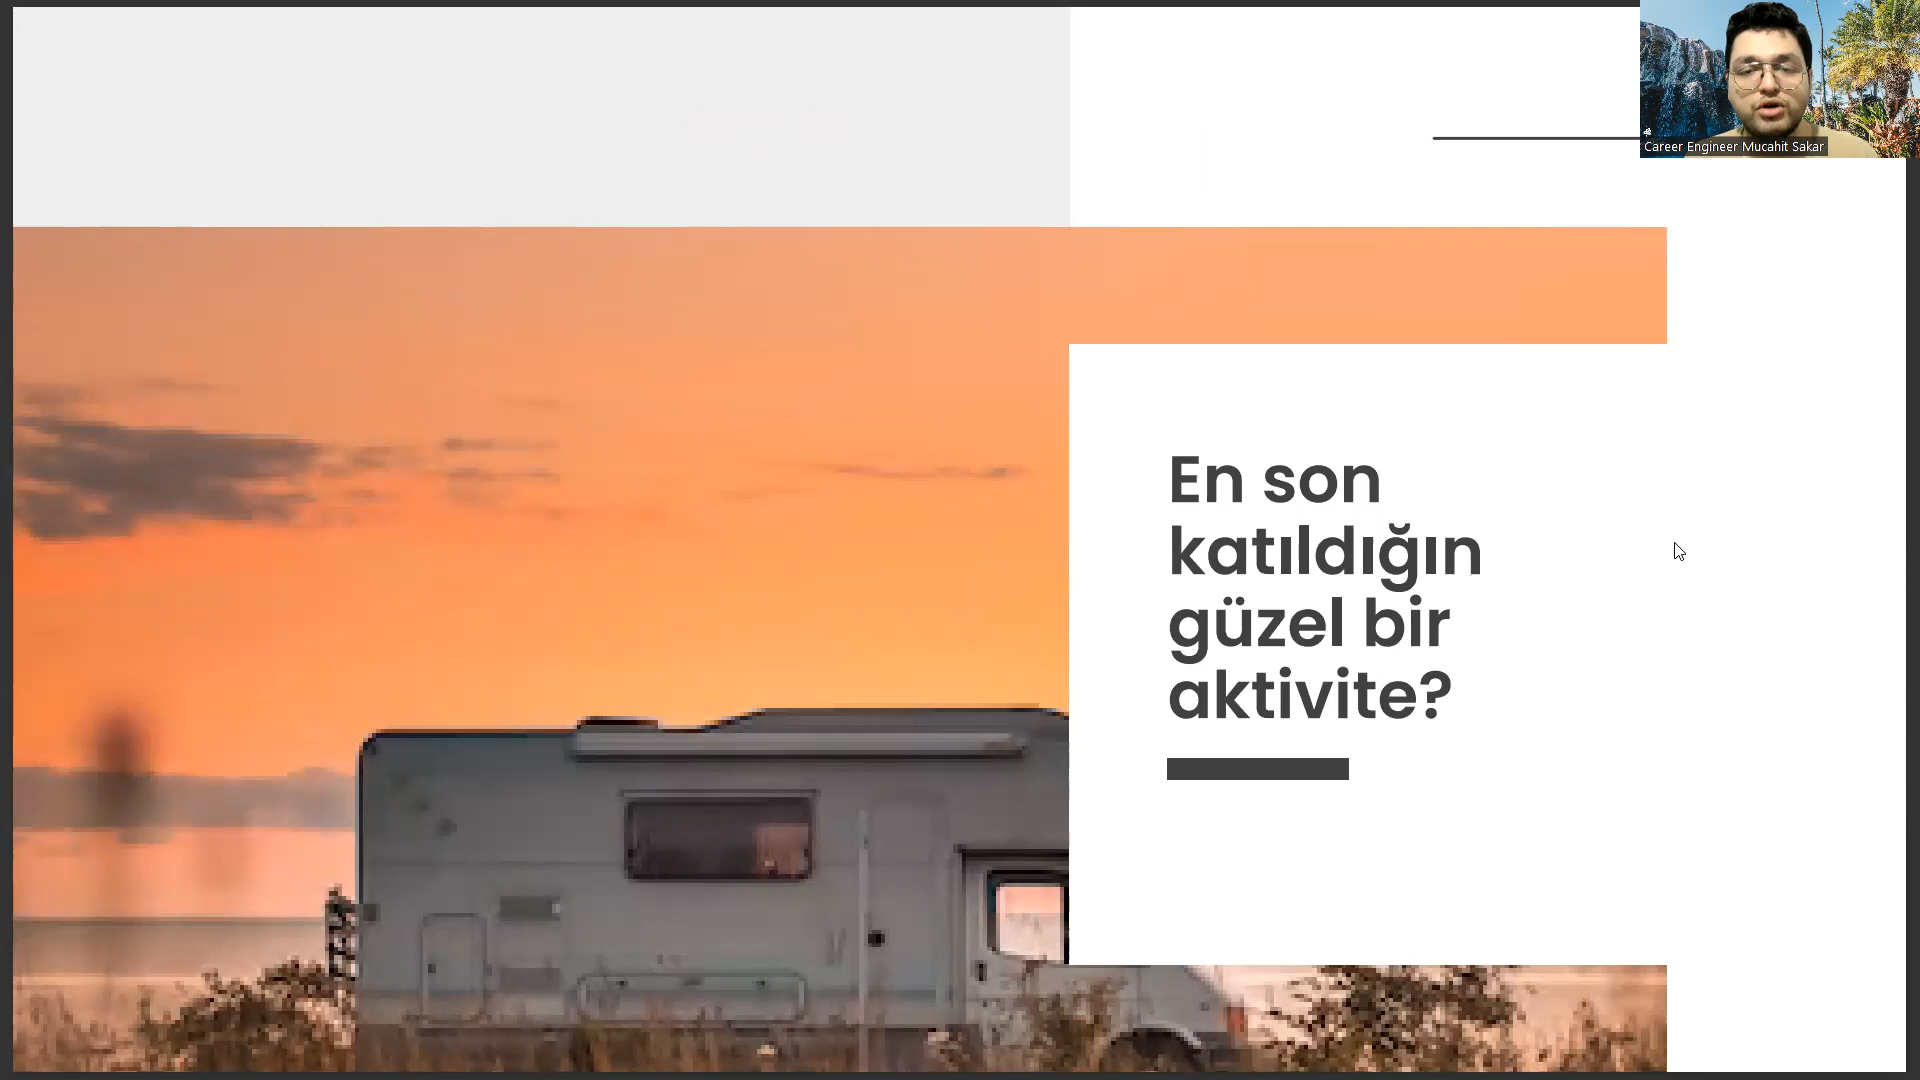 Career Engineer Mucahit Sakar
En son
katıldığın
güzel bir
aktivite?